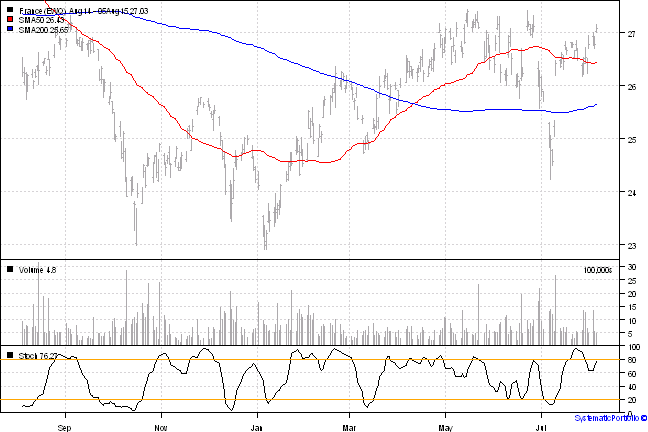 France (EWQ) Aug14 - 06Aug15 27.03
SMA50 26.43
SMA200 25.65
27
26
25
24
23
Volume 4.8
100,000s
30
25
20
15
10
5
Stoch 76.27
100
80
60
40
20
0
Sep Nov Jan Mar May Jul
SystematicPortfolio ©